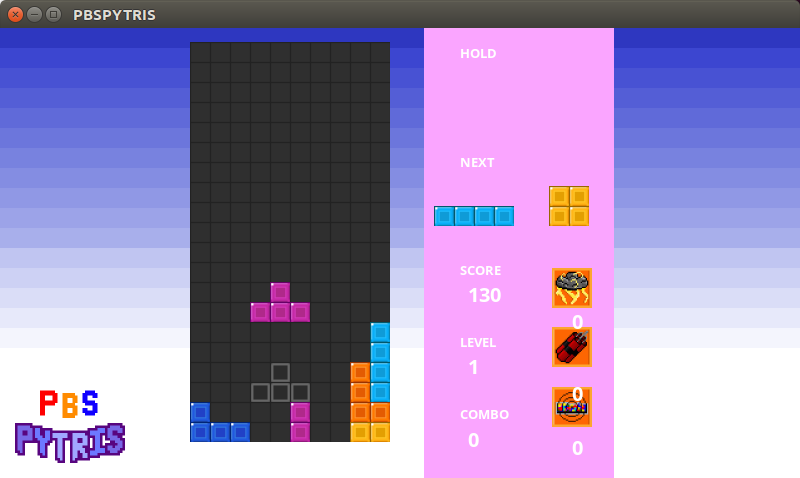 PBSPYTRIS
HOLD
NEXT
SCORE
130
0
LEVEL
1
0
COMBO
0
0
PBS
PYTRIS